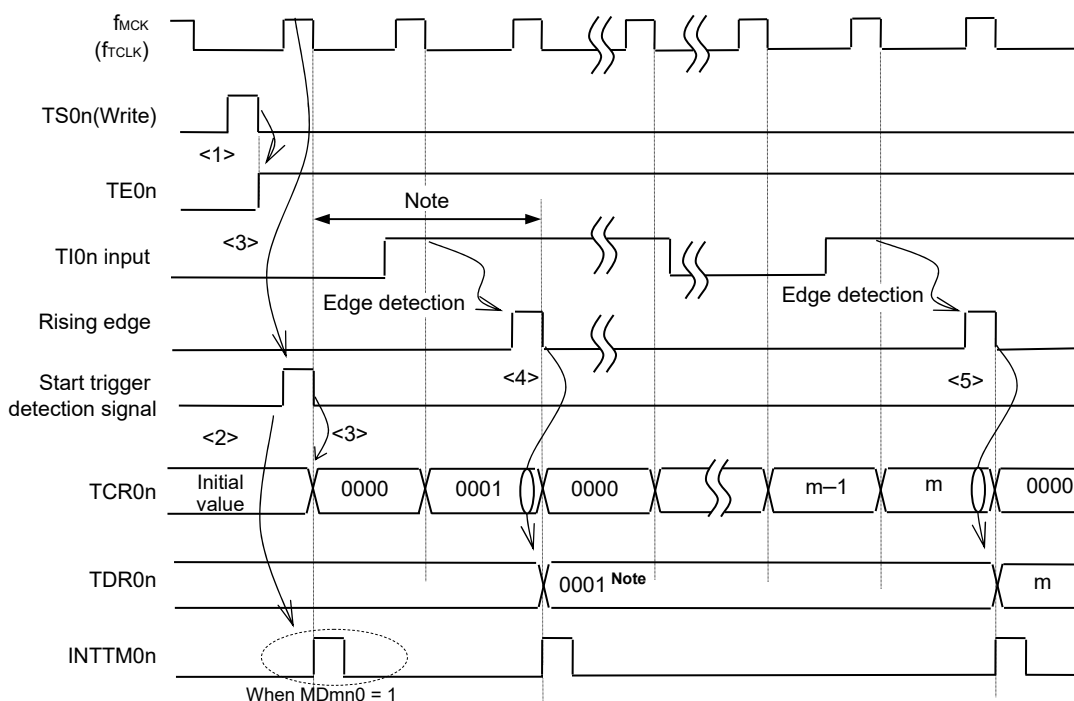 fMCK
(fTCLK)
TS0n(Write)
<1>
TE0n
Note
<3>
TI0n input
Edge detection
Edge detection
Rising edge
<4>
<5>
Start trigger
detection signal
<2>
<3>
TCR0n
Initial
value
0000
0001
0000
m–1
m
0000
TDR0n
0001 Note
m
INTTM0n
When MDmn0 = 1